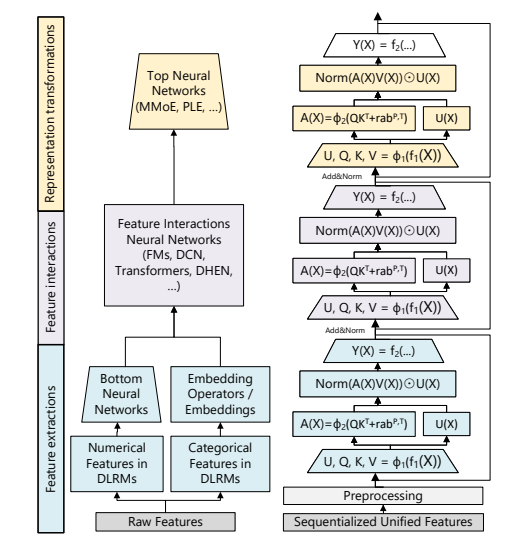 Representation transformations
Feature interactions
Feature extractions
Top Neural
Networks
(MMoE, PLE, ...)
Feature Interactions
Neural Networks
(FMs, DCN,
Transformers, DHEN,
...)
Bottom
Neural
Networks
Embedding
Operators /
Embeddings
Numerical
Features in
DLRMs
Categorical
Features in
DLRMs
Raw Features
Y(X) = f₂(...)
Norm(A(X)V(X))⊙U(X)
A(X)=ϕ₂(QKᵀ+rabᴾ,ᵀ)
U(X)
U, Q, K, V = ϕ₁(f₁(X))
Add&Norm
Y(X) = f₂(...)
Norm(A(X)V(X))⊙U(X)
A(X)=ϕ₂(QKᵀ+rabᴾ,ᵀ)
U(X)
U, Q, K, V = ϕ₁(f₁(X))
Add&Norm
Y(X) = f₂(...)
Norm(A(X)V(X))⊙U(X)
A(X)=ϕ₂(QKᵀ+rabᴾ,ᵀ)
U(X)
U, Q, K, V = ϕ₁(f₁(X))
Preprocessing
Sequentialized Unified Features